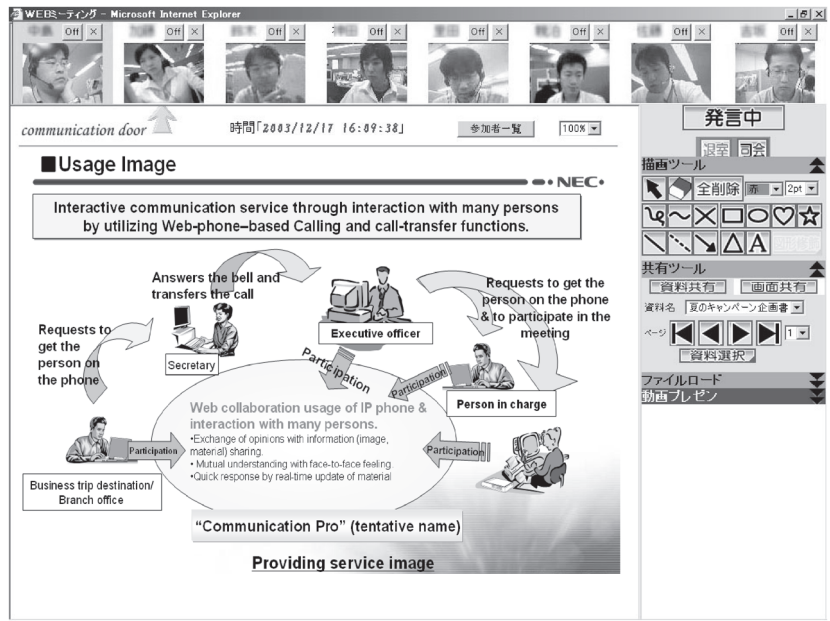 WEBミーティング - Microsoft Internet Explorer
Off × Off × Off × Off × Off × Off × Off × Off ×
communication door
時間「2003/12/17 16:09:38」
参加者一覧
100%
■Usage Image
NEC
Interactive communication service through interaction with many persons
by utilizing Web-phone–based Calling and call-transfer functions.
Answers the bell and
transfers the call
Requests to get the
person on the phone
& to participate in the
meeting
Requests to
get the
person on
the phone
Executive officer
Secretary
Participation
Participation
Person in charge
Web collaboration usage of IP phone &
interaction with many persons.
•Exchange of opinions with information (image,
material) sharing.
• Mutual understanding with face-to-face feeling.
•Quick response by real-time update of material
Participation
Participation
Business trip destination/
Branch office
“Communication Pro” (tentative name)
Providing service image
発言中
退室 司会
描画ツール
全削除 赤 2pt
A
共有ツール
資料共有 画面共有
資料名 夏のキャンペーン企画書
ページ 1
資料選択
ファイルロード
動画プレゼン